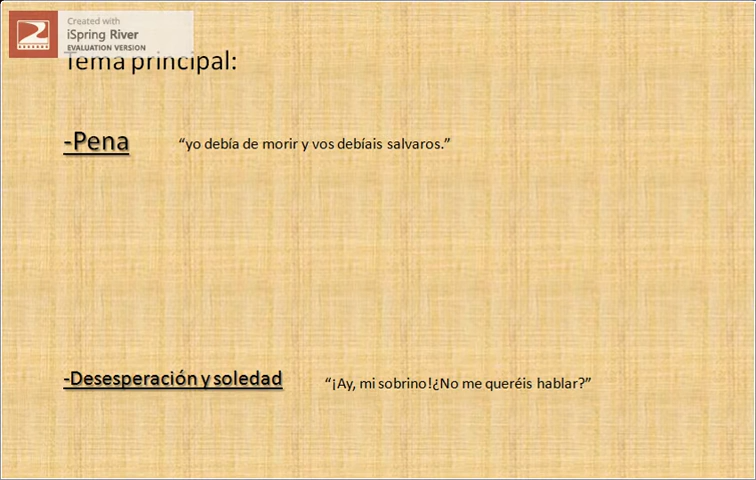 Created with
iSpring River
EVALUATION VERSION
Tema principal:
-Pena “yo debía de morir y vos debíais salvaros.”
-Desesperación y soledad “¡Ay, mi sobrino!¿No me queréis hablar?”